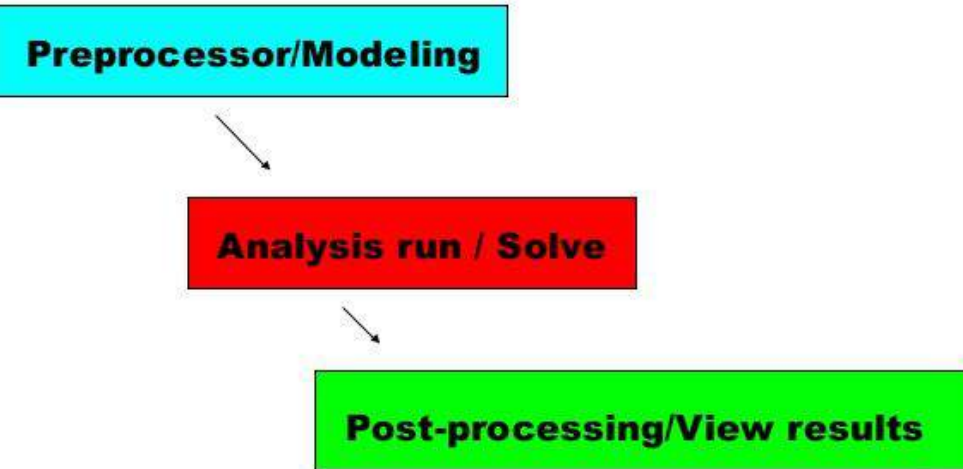 Preprocessor/Modeling
Analysis run / Solve
Post-processing/View results